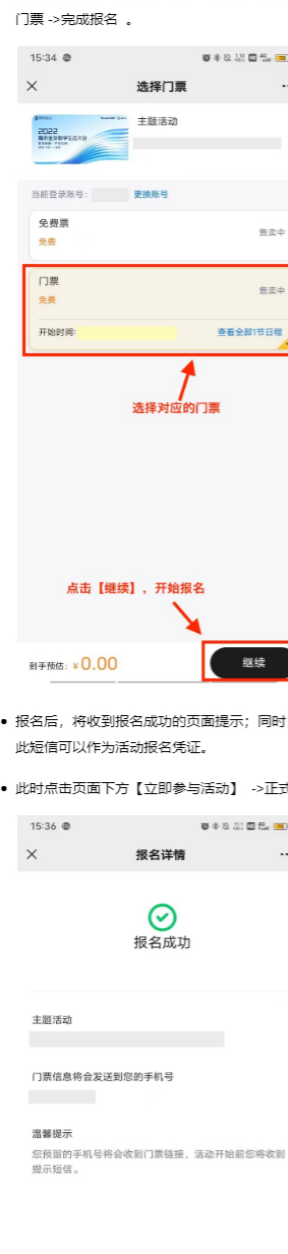 门票 ->完成报名 。
15:34
选择门票
2022
主题活动
当前登录账号：
更换账号
免费票
免费
售卖中
门票
免费
售卖中
开始时间:
查看全部1节日程
选择对应的门票
点击【继续】，开始报名
到手预估: ¥0.00
继续
• 报名后，将收到报名成功的页面提示；同时
此短信可以作为活动报名凭证。
• 此时点击页面下方【立即参与活动】 ->正式
15:36
报名详情
报名成功
主题活动
门票信息将会发送到您的手机号
温馨提示
您预留的手机号将会收到门票链接，活动开始前您将收到
提示短信。